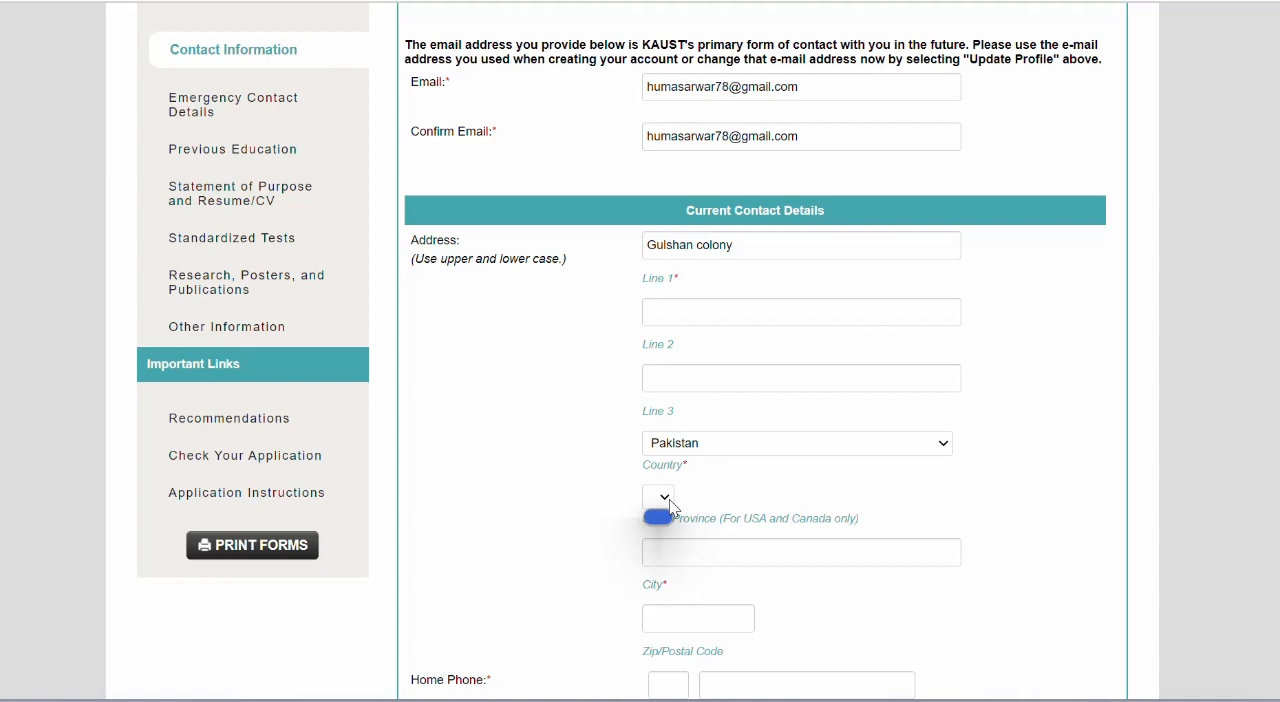 Contact Information
Emergency Contact
Details
Previous Education
Statement of Purpose
and Resume/CV
Standardized Tests
Research, Posters, and
Publications
Other Information
Important Links
Recommendations
Check Your Application
Application Instructions
PRINT FORMS
The email address you provide below is KAUST's primary form of contact with you in the future. Please use the e-mail
address you used when creating your account or change that e-mail address now by selecting "Update Profile" above.
Email:*
humasarwar78@gmail.com
Confirm Email:*
humasarwar78@gmail.com
Current Contact Details
Address:
(Use upper and lower case.)
Gulshan colony
Line 1*
Line 2
Line 3
Pakistan
Country*
Province (For USA and Canada only)
City*
Zip/Postal Code
Home Phone:*